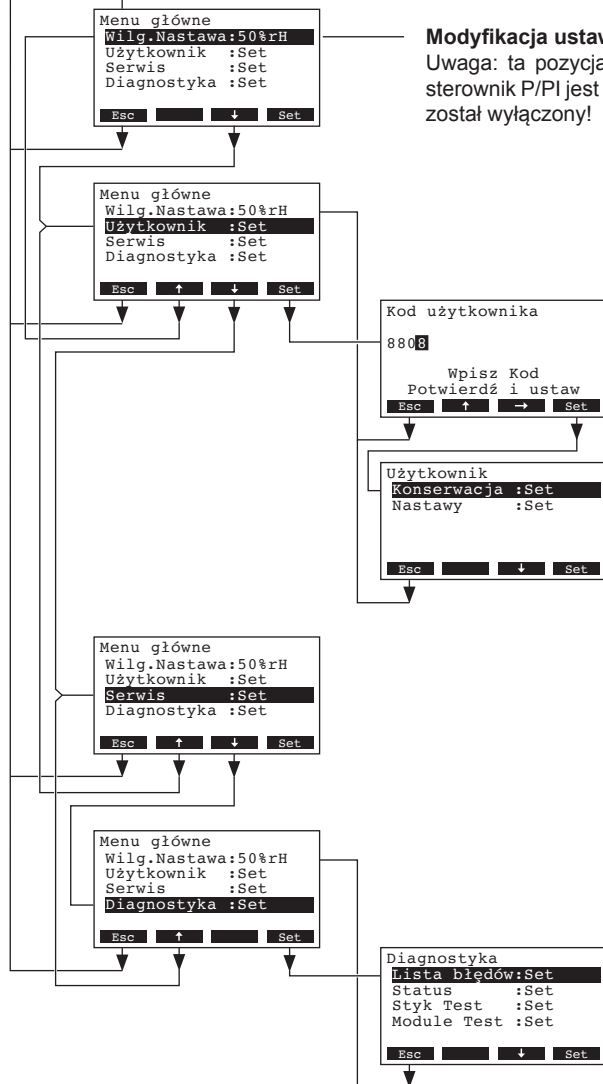 Menu główne
Wilg.Nastawa:50%rH
Użytkownik :Set
Serwis :Set
Diagnostyka :Set
Esc ↓ Set
Modyfikacja ustaw
Uwaga: ta pozycja
sterownik P/PI jest
został wyłączony!
Menu główne
Wilg.Nastawa:50%rH
Użytkownik :Set
Serwis :Set
Diagnostyka :Set
Esc ↑ ↓ Set
Kod użytkownika
8808
Wpisz Kod
Potwierdź i ustaw
Esc ↑ → Set
Użytkownik
Konserwacja :Set
Nastawy :Set
Esc ↓ Set
Menu główne
Wilg.Nastawa:50%rH
Użytkownik :Set
Serwis :Set
Diagnostyka :Set
Esc ↑ ↓ Set
Menu główne
Wilg.Nastawa:50%rH
Użytkownik :Set
Serwis :Set
Diagnostyka :Set
Esc ↑ Set
Diagnostyka
Lista błędów:Set
Status :Set
Styk Test :Set
Module Test :Set
Esc ↓ Set